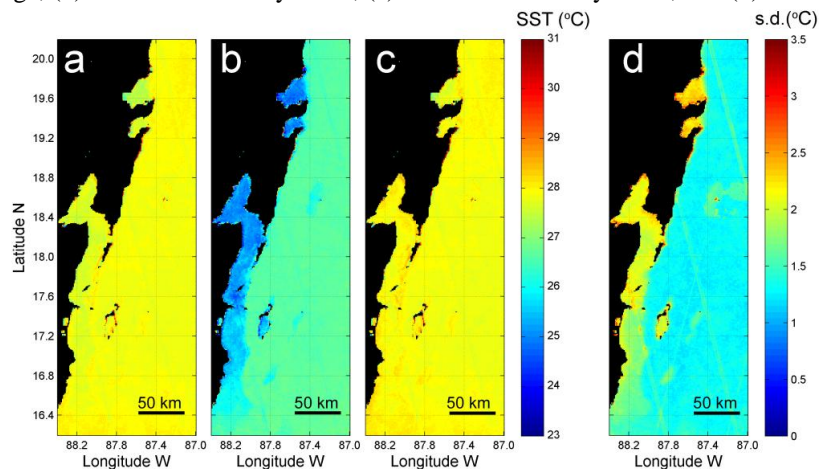 SST (°C)
s.d.(°C)
a
b
c
d
20.0
19.6
19.2
18.8
18.4
18.0
17.6
17.2
16.8
16.4
Latitude N
50 km
50 km
50 km
50 km
31
30
29
28
27
26
25
24
23
3.5
3
2.5
2
1.5
1
0.5
0
88.2 87.8 87.4 87.0
88.2 87.8 87.4 87.0
88.2 87.8 87.4 87.0
88.2 87.8 87.4 87.0
Longitude W
Longitude W
Longitude W
Longitude W